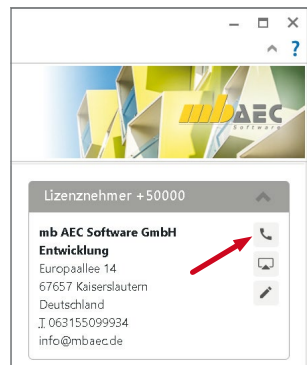 ?
mbAEC
Software
Lizenznehmer +50000
mb AEC Software GmbH
Entwicklung
Europaallee 14
67657 Kaiserslautern
Deutschland
T 063155099934
info@mbaec.de